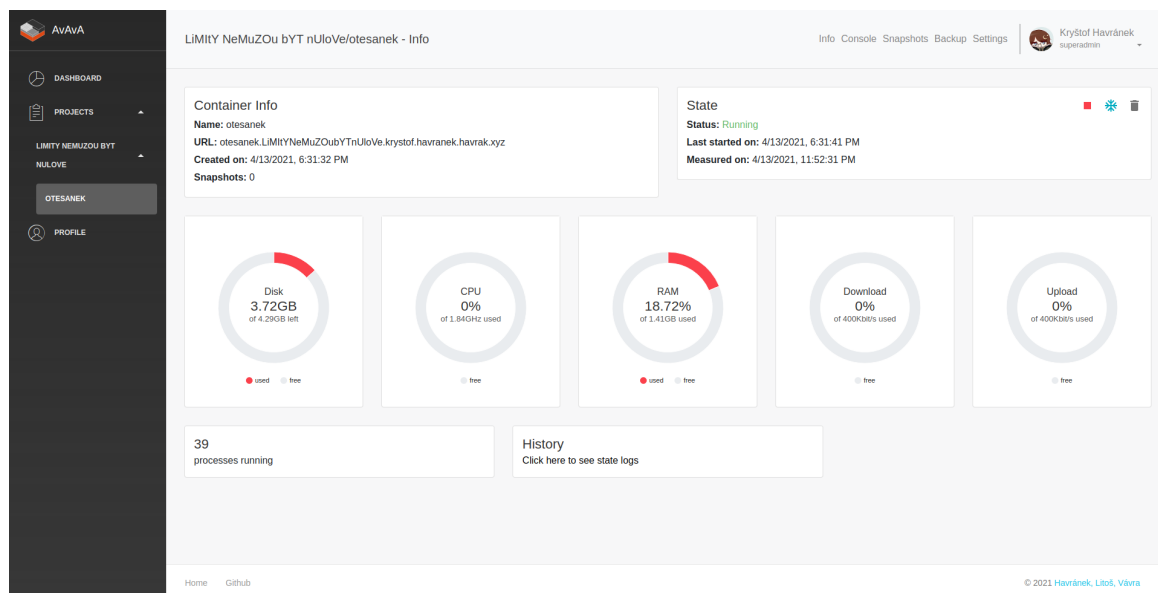 AvAvA
LiMItY NeMuZOu bYT nUloVe/otesanek - Info
Info Console Snapshots Backup Settings
Kryštof Havránek
superadmin
DASHBOARD
PROJECTS
LIMITY NEMUZOU BYT
NULOVE
OTESANEK
PROFILE
Container Info
Name: otesanek
URL: otesanek.LiMItYNeMuZOubYTnUloVe.krystof.havranek.havrak.xyz
Created on: 4/13/2021, 6:31:32 PM
Snapshots: 0
State
Status: Running
Last started on: 4/13/2021, 6:31:41 PM
Measured on: 4/13/2021, 11:52:31 PM
Disk
3.72GB
of 4.29GB left
used free
CPU
0%
of 1.84GHz used
free
RAM
18.72%
of 1.41GB used
used free
Download
0%
of 400Kbit/s used
free
Upload
0%
of 400Kbit/s used
free
39
processes running
History
Click here to see state logs
Home Github
© 2021 Havránek, Litoš, Vávra